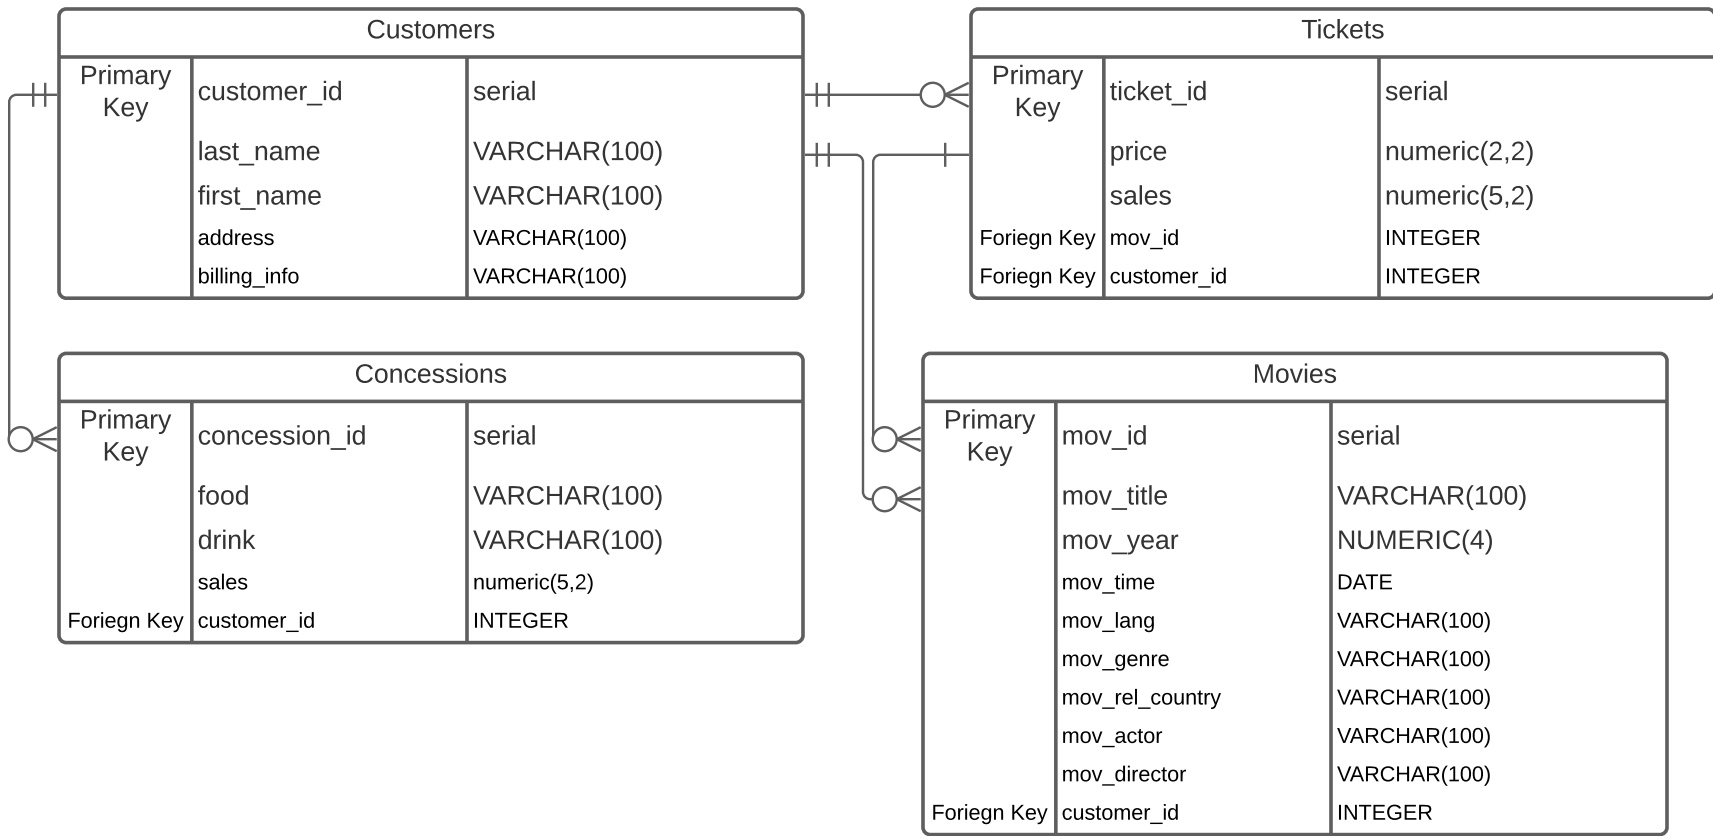 Customers
Primary Key customer_id serial
last_name VARCHAR(100)
first_name VARCHAR(100)
address VARCHAR(100)
billing_info VARCHAR(100)
Tickets
Primary Key ticket_id serial
price numeric(2,2)
sales numeric(5,2)
Foriegn Key mov_id INTEGER
Foriegn Key customer_id INTEGER
Concessions
Primary Key concession_id serial
food VARCHAR(100)
drink VARCHAR(100)
sales numeric(5,2)
Foriegn Key customer_id INTEGER
Movies
Primary Key mov_id serial
mov_title VARCHAR(100)
mov_year NUMERIC(4)
mov_time DATE
mov_lang VARCHAR(100)
mov_genre VARCHAR(100)
mov_rel_country VARCHAR(100)
mov_actor VARCHAR(100)
mov_director VARCHAR(100)
Foriegn Key customer_id INTEGER